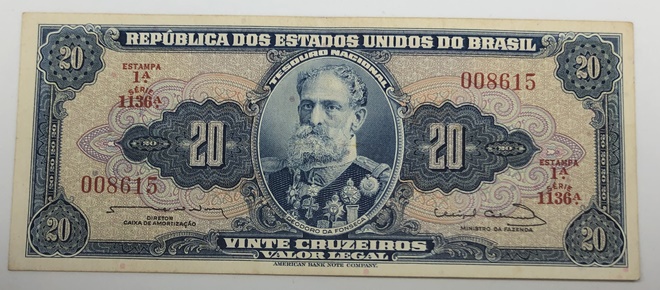 20 REPÚBLICA DOS ESTADOS UNIDOS DO BRASIL 20
TESOURO NACIONAL
ESTAMPA
1ª
SÉRIE
1136ª
008615
20
20
008615
ESTAMPA
1ª
SÉRIE
1136ª
DIRETOR
CAIXA DE AMORTIZAÇÃO
DEODORO DA FONSECA
MINISTRO DA FAZENDA
20 VINTE CRUZEIROS 20
VALOR LEGAL
AMERICAN BANK NOTE COMPANY.